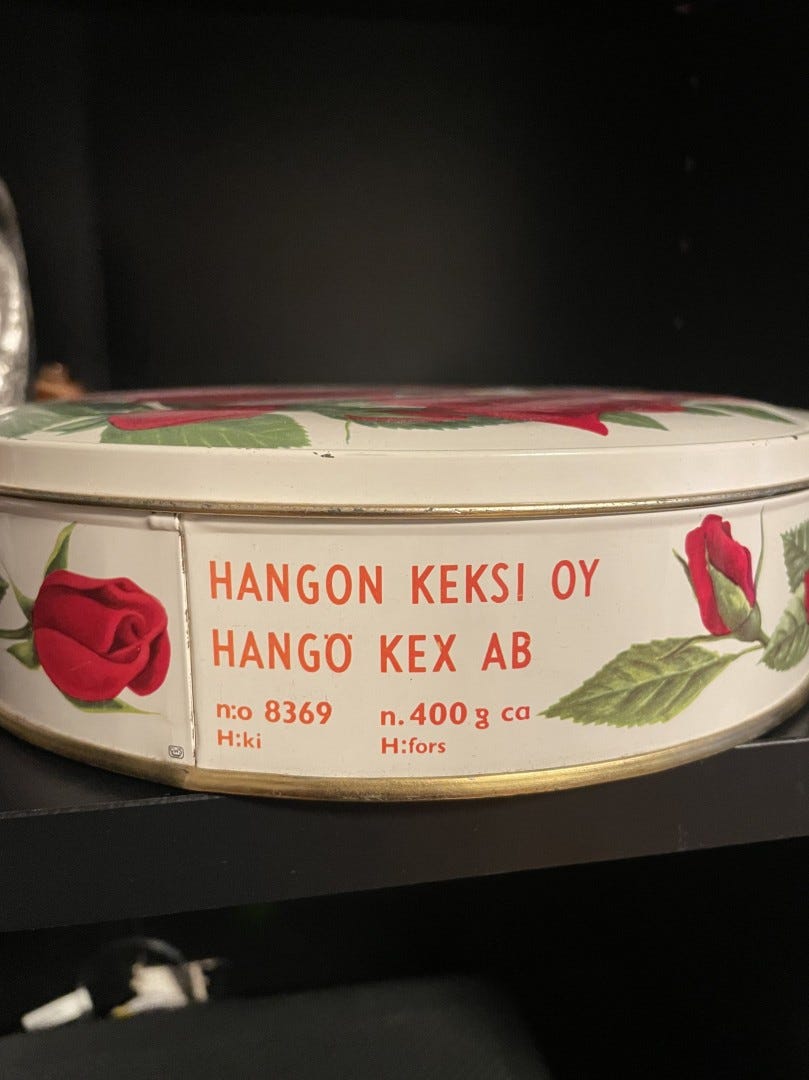 HANGON KEKSI OY
HANGÖ KEX AB
n:o 8369 n. 400 g ca
H:ki H:fors